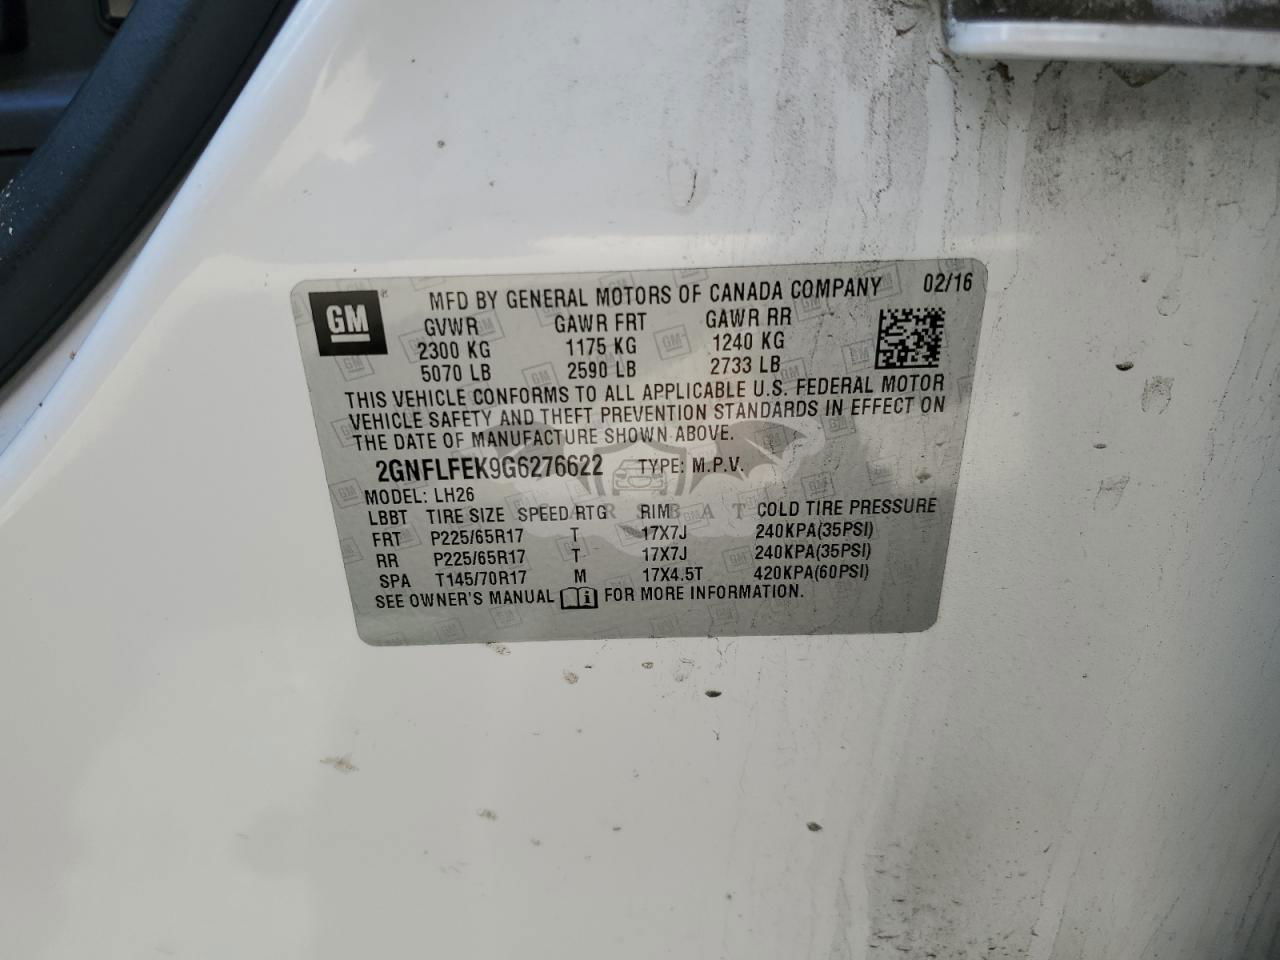 GM MFD BY GENERAL MOTORS OF CANADA COMPANY 02/16
GVWR GAWR FRT GAWR RR
2300 KG 1175 KG 1240 KG
5070 LB 2590 LB 2733 LB
THIS VEHICLE CONFORMS TO ALL APPLICABLE U.S. FEDERAL MOTOR
VEHICLE SAFETY AND THEFT PREVENTION STANDARDS IN EFFECT ON
THE DATE OF MANUFACTURE SHOWN ABOVE.
2GNFLFEK9G6276622 TYPE: M.P.V.
MODEL: LH26
LBBT TIRE SIZE SPEED RTG RIM COLD TIRE PRESSURE
FRT P225/65R17 T 17X7J 240KPA(35PSI)
RR P225/65R17 T 17X7J 240KPA(35PSI)
SPA T145/70R17 M 17X4.5T 420KPA(60PSI)
SEE OWNER'S MANUAL FOR MORE INFORMATION.